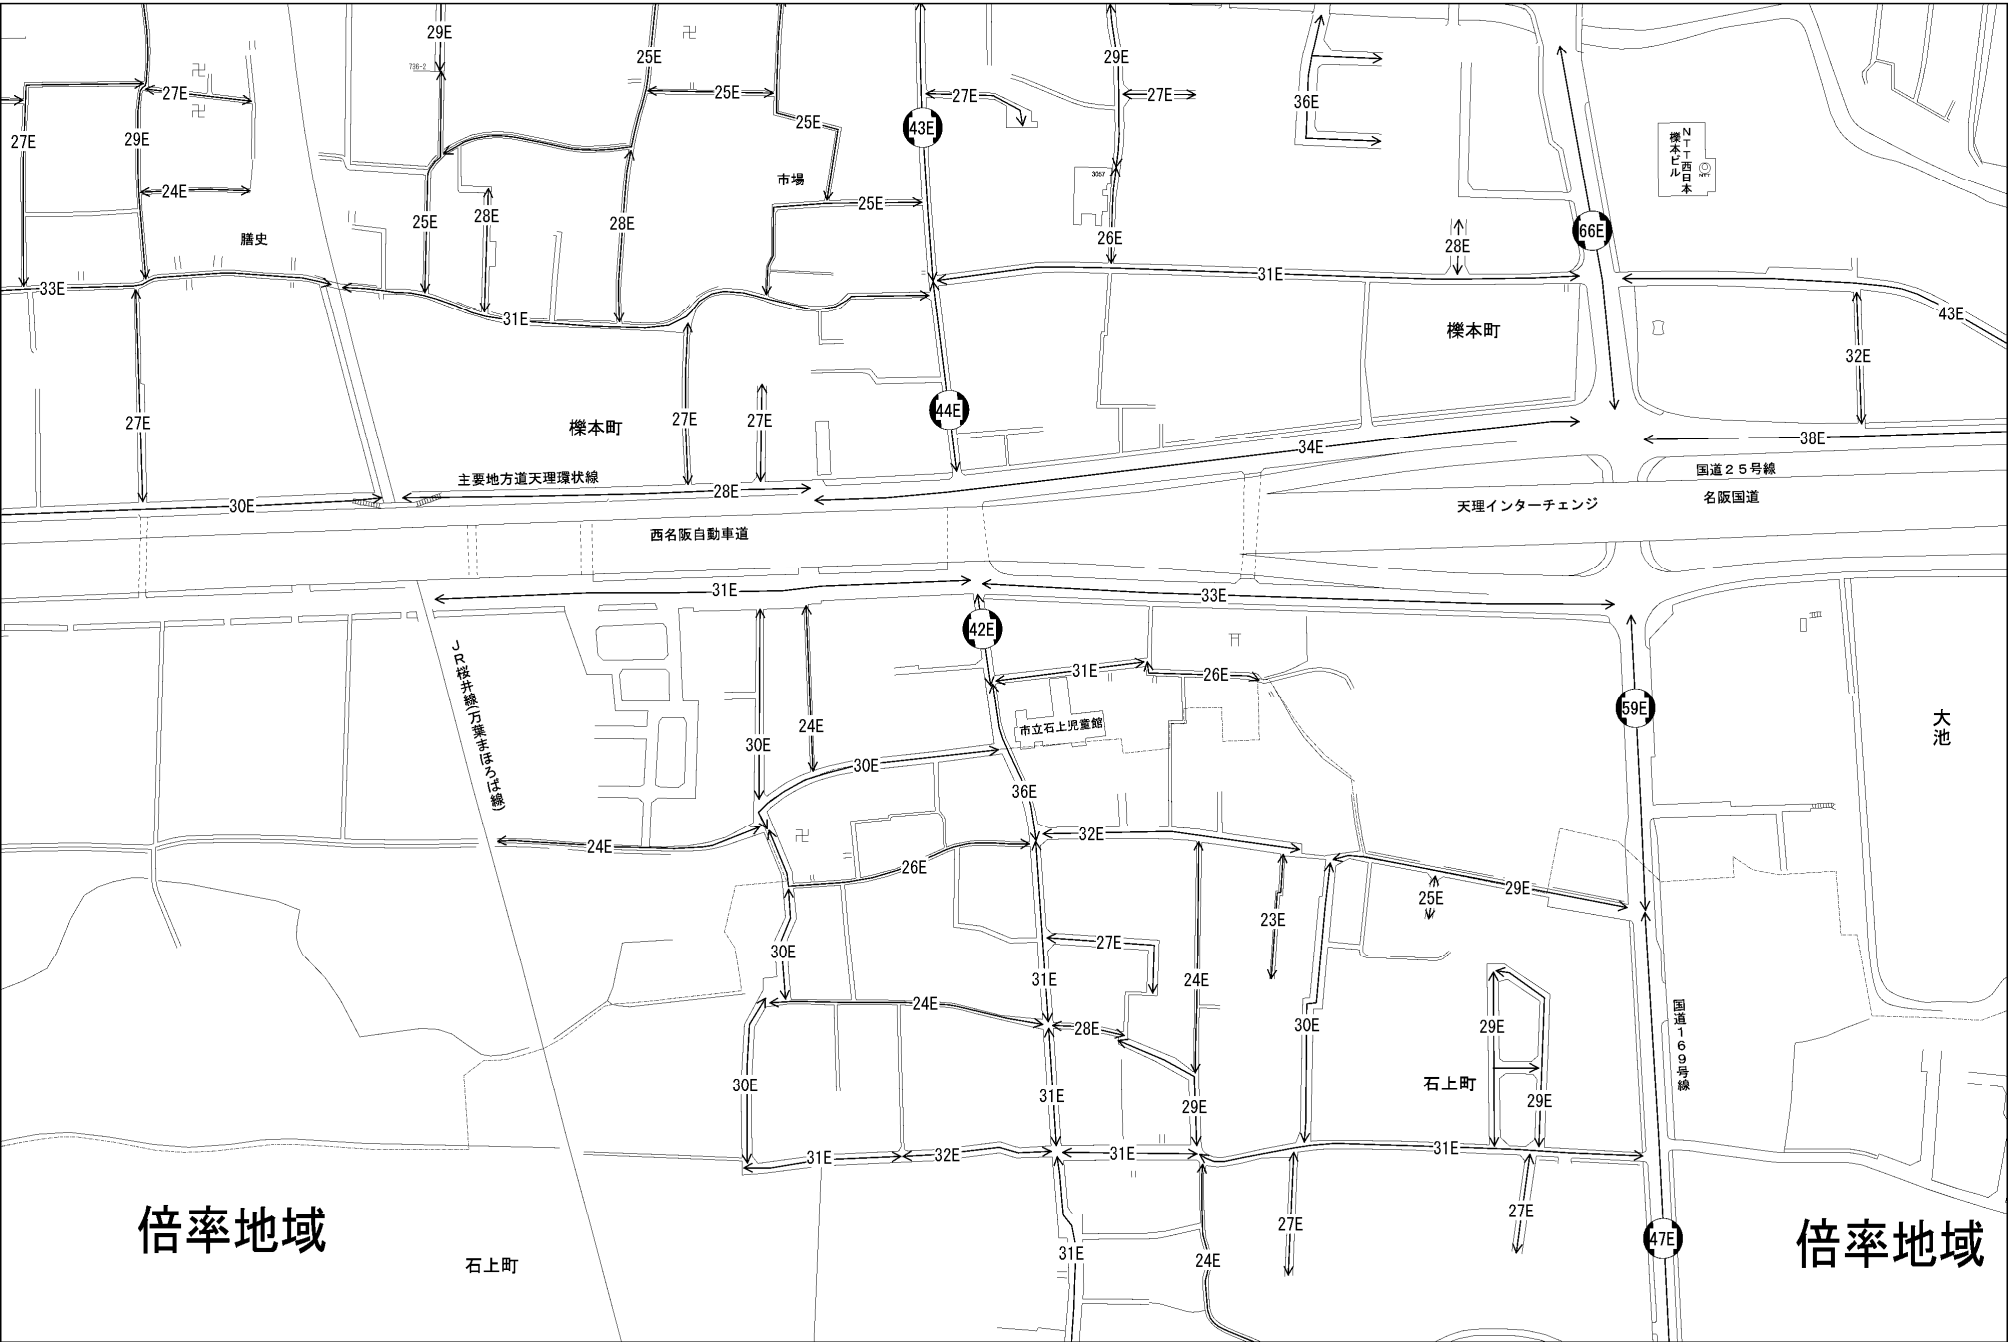 29E
25E
29E
736-2
27E
25E
27E
27E
36E
25E
43E
27E
29E
NTT西日本
櫟本ビル
NTT
市場
3057
24E
25E
28E
28E
25E
26E
28E
66E
膳史
33E
31E
31E
43E
櫟本町
32E
27E
櫟本町
27E
27E
44E
34E
38E
主要地方道天理環状線
国道25号線
30E
28E
天理インターチェンジ
名阪国道
西名阪自動車道
31E
33E
42E
JR桜井線(万葉まほろば線)
31E
26E
59E
大池
市立石上児童館
24E
30E
30E
36E
24E
32E
26E
29E
25E
23E
30E
27E
31E
24E
24E
28E
30E
29E
国道169号線
30E
31E
29E
石上町
29E
31E
32E
31E
31E
倍率地域
27E
27E
47E
倍率地域
石上町
31E
24E